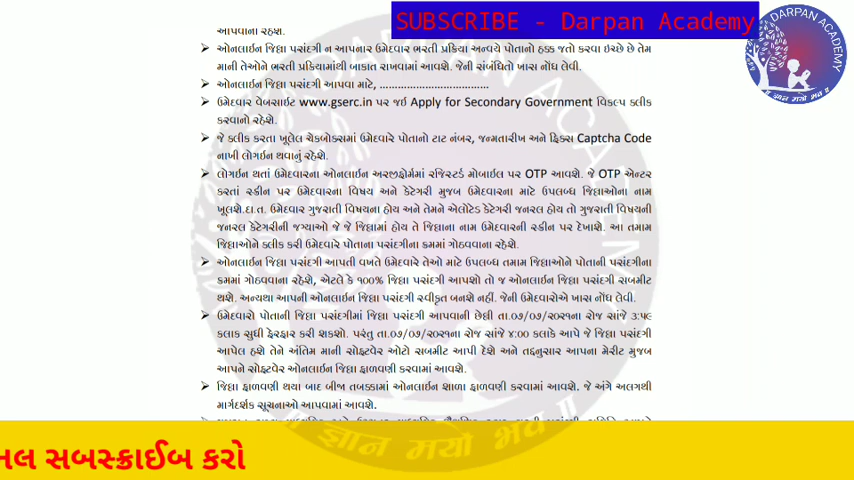 SUBSCRIBE - Darpan Academy
DARPAN ACADEMY
આપવાના રહેશે.
➢ ઓનલાઈન જિલ્લા પસંદગી ન આપનાર ઉમેદવાર ભરતી પ્રક્રિયા અન્વયે પોતાનો હક્ક જતો કરવા ઇચ્છે છે તેમ
માની તેઓને ભરતી પ્રક્રિયામાંથી બાકાત રાખવામાં આવશે. જેની સંબંધિતો ખાસ નોંધ લેવી.
➢ ઓનલાઈન જિલ્લા પસંદગી આપવા માટે, ....................................
➢ ઉમેદવાર વેબસાઈટ www.gserc.in પર જઈ Apply for Secondary Government વિકલ્પ ક્લીક
કરવાનો રહેશે.
➢ જે ક્લીક કરતા ખૂલેલ ચેકબોક્સમાં ઉમેદવારે પોતાનો ટાટ નંબર, જન્મતારીખ અને ફિક્સ Captcha Code
નાખી લોગઇન થવાનું રહેશે.
➢ લોગઈન થતાં ઉમેદવારના ઓનલાઈન અરજીફોર્મમાં રજિસ્ટર્ડ મોબાઈલ પર OTP આવશે. જે OTP એન્ટર
કરતાં સ્ક્રીન પર ઉમેદવારના વિષય અને કેટેગરી મુજબ ઉમેદવારના માટે ઉપલબ્ધ જિલ્લાઓના નામ
ખૂલશે.દા.ત. ઉમેદવાર ગુજરાતી વિષયના હોય અને તેમને એલોટેડ કેટેગરી જનરલ હોય તો ગુજરાતી વિષયની
જનરલ કેટેગરીની જગ્યાઓ જે જે જિલ્લામાં હોય તે જિલ્લાના નામ ઉમેદવારની સ્ક્રીન પર દેખાશે. આ તમામ
જિલ્લાઓને ક્લીક કરી ઉમેદવારે પોતાના પસંદગીના ક્રમમાં ગોઠવવાના રહેશે.
➢ ઓનલાઈન જિલ્લા પસંદગી આપતી વખતે ઉમેદવારે તેઓ માટે ઉપલબ્ધ તમામ જિલ્લાઓને પોતાની પસંદગીના
ક્રમમાં ગોઠવવાના રહેશે, એટલે કે ૧૦૦% જિલ્લા પસંદગી આપશો તો જ ઓનલાઈન જિલ્લા પસંદગી સબમીટ
થશે. અન્યથા આપની ઓનલાઈન જિલ્લા પસંદગી સ્વીકૃત બનશે નહીં. જેની ઉમેદવારોએ ખાસ નોંધ લેવી.
➢ ઉમેદવારો પોતાની જિલ્લા પસંદગીમાં જિલ્લા પસંદગી આપવાની છેલ્લી તા.૦૭/૦૭/૨૦૨૧ના રોજ સાંજે ૩:૫૯
કલાક સુધી ફેરફાર કરી શકશો. પરંતુ તા.૦૭/૦૭/૨૦૨૧ના રોજ સાંજે ૪:૦૦ કલાકે આપે જે જિલ્લા પસંદગી
આપેલ હશે તેને અંતિમ માની સોફ્ટવેર ઓટો સબમીટ આપી દેશે અને તદ્દનુસાર આપના મેરીટ મુજબ
આપને સોફ્ટવેર ઓનલાઈન જિલ્લા ફાળવણી કરવામાં આવશે.
➢ જિલ્લા ફાળવણી થયા બાદ બીજા તબક્કામાં ઓનલાઈન શાળા ફાળવણી કરવામાં આવશે. જે અંગે અલગથી
માર્ગદર્શક સૂચનાઓ આપવામાં આવશે.
॥ ज्ञान मयो भव ॥
નલ સબસ્ક્રાઈબ કરો